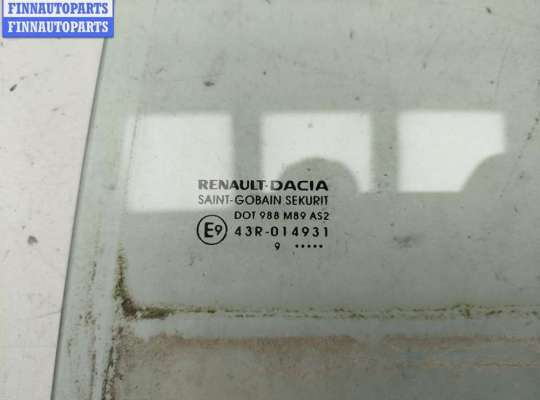 FINNAUTOPARTS
FINNAUTOPARTS
RENAULT-DACIA
SAINT-GOBAIN SEKURIT
DOT 988 M89 AS2
E9 43R-014931
9 •••••